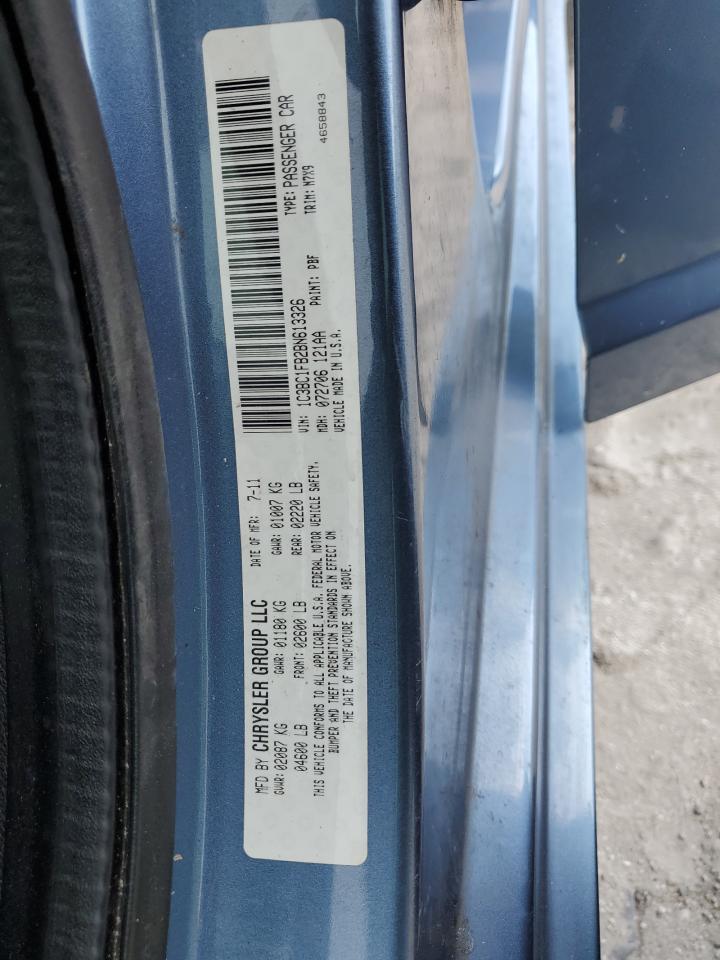 MFD BY CHRYSLER GROUP LLC DATE OF MFR: 7-11
GVWR: 02087 KG GAWR: 01180 KG GAWR: 01007 KG
04600 LB FRONT: 02600 LB REAR: 02220 LB
THIS VEHICLE CONFORMS TO ALL APPLICABLE U.S.A. FEDERAL MOTOR VEHICLE SAFETY,
BUMPER AND THEFT PREVENTION STANDARDS IN EFFECT ON
THE DATE OF MANUFACTURE SHOWN ABOVE.
VIN: 1C3BC1FB2BN613326 TYPE: PASSENGER CAR
MDH: 072706 121AA PAINT: PBF TRIM: N7X9
VEHICLE MADE IN U.S.A. 4658843